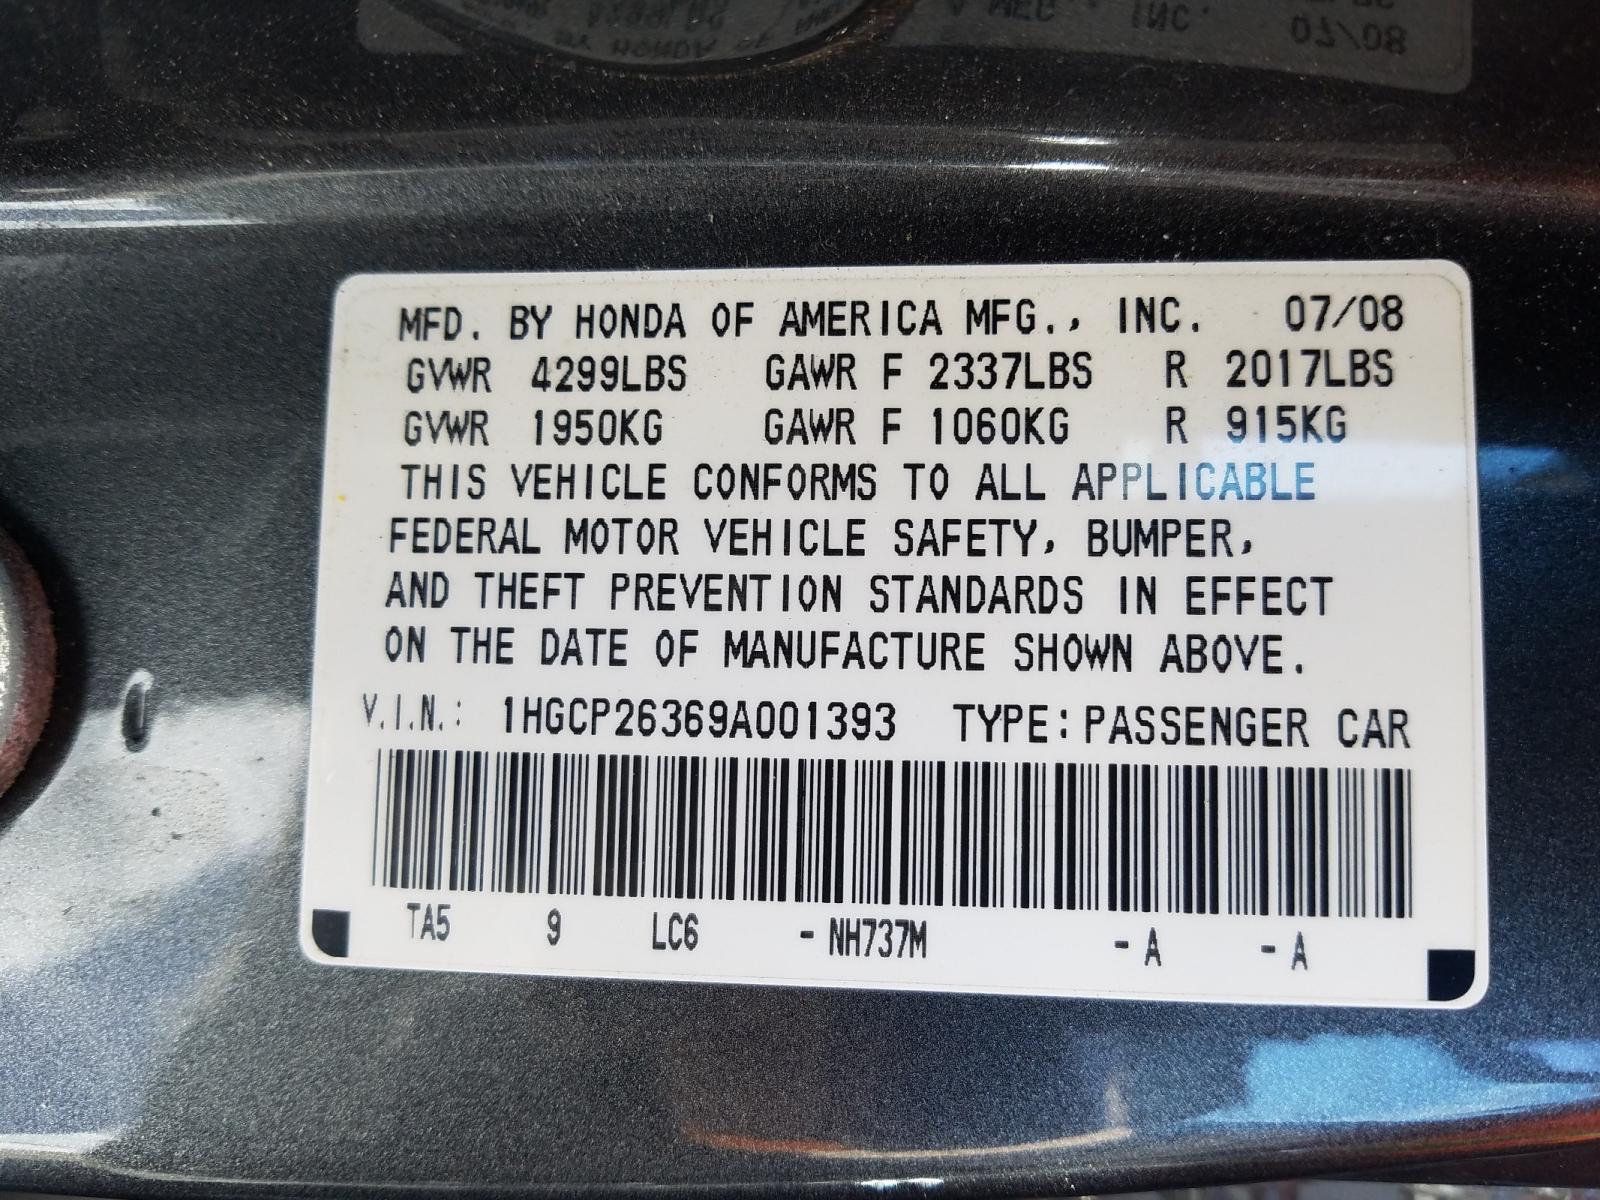 MFD. BY HONDA OF AMERICA MFG., INC. 07/08
GVWR 4299LBS GAWR F 2337LBS R 2017LBS
GVWR 1950KG GAWR F 1060KG R 915KG
THIS VEHICLE CONFORMS TO ALL APPLICABLE
FEDERAL MOTOR VEHICLE SAFETY, BUMPER,
AND THEFT PREVENTION STANDARDS IN EFFECT
ON THE DATE OF MANUFACTURE SHOWN ABOVE.
V.I.N.: 1HGCP26369A001393 TYPE: PASSENGER CAR
TA5 9 LC6 -NH737M -A -A